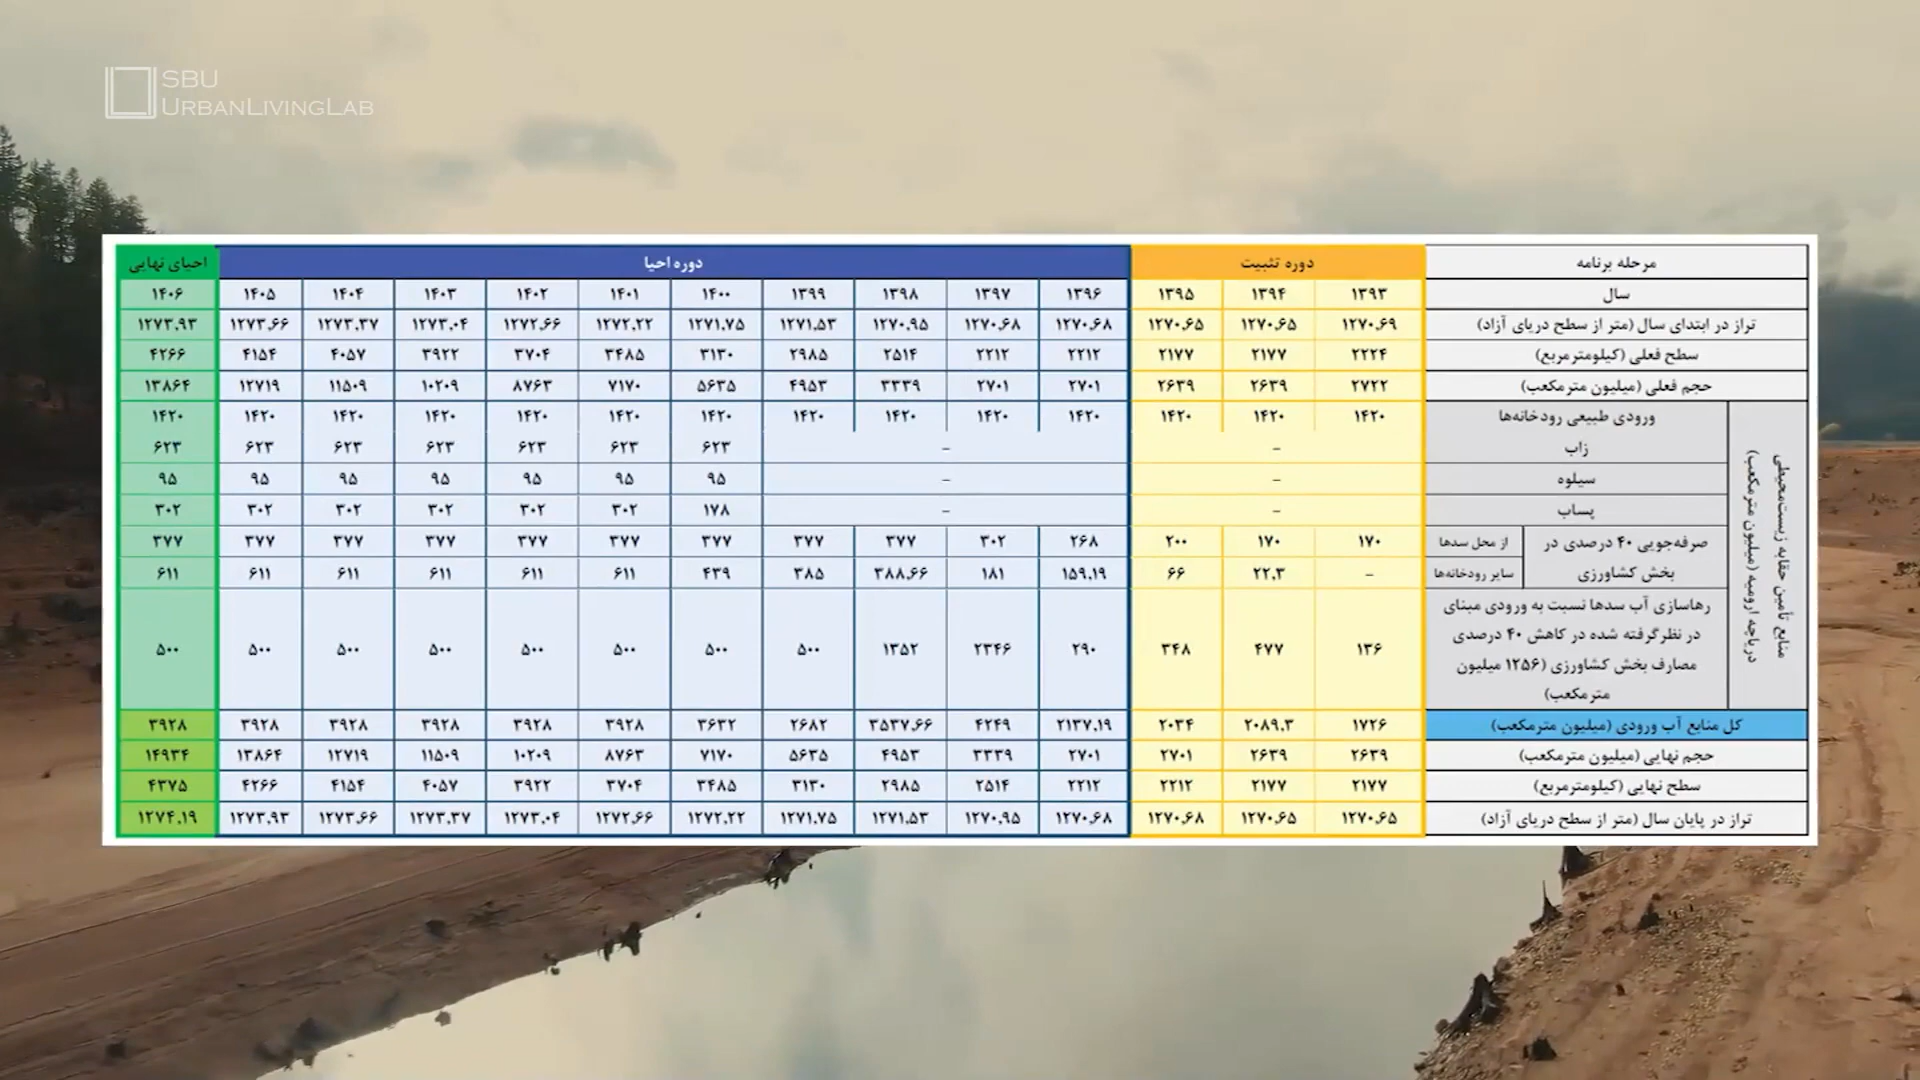 SBU
URBANLIVINGLAB
مرحله برنامه دوره تثبیت دوره احیا احیای نهایی
سال ۱۳۹۳ ۱۳۹۴ ۱۳۹۵ ۱۳۹۶ ۱۳۹۷ ۱۳۹۸ ۱۳۹۹ ۱۴۰۰ ۱۴۰۱ ۱۴۰۲ ۱۴۰۳ ۱۴۰۴ ۱۴۰۵ ۱۴۰۶
تراز در ابتدای سال (متر از سطح دریای آزاد) ۱۲۷۰.۶۹ ۱۲۷۰.۶۵ ۱۲۷۰.۶۵ ۱۲۷۰.۶۸ ۱۲۷۰.۶۸ ۱۲۷۰.۹۵ ۱۲۷۱.۵۳ ۱۲۷۱.۷۵ ۱۲۷۲.۲۲ ۱۲۷۲.۶۶ ۱۲۷۳.۰۴ ۱۲۷۳.۳۷ ۱۲۷۳.۶۶ ۱۲۷۳.۹۳
سطح فعلی (کیلومترمربع) ۲۲۲۴ ۲۱۷۷ ۲۱۷۷ ۲۲۱۲ ۲۲۱۲ ۲۵۱۴ ۲۹۸۵ ۳۱۳۰ ۳۴۸۵ ۳۷۰۴ ۳۹۲۲ ۴۰۵۷ ۴۱۵۴ ۴۲۶۶
حجم فعلی (میلیون مترمکعب) ۲۷۲۲ ۲۶۳۹ ۲۶۳۹ ۲۷۰۱ ۲۷۰۱ ۳۳۳۹ ۴۹۵۳ ۵۶۳۵ ۷۱۷۰ ۸۷۶۳ ۱۰۲۰۹ ۱۱۵۰۹ ۱۲۷۱۹ ۱۳۸۶۴
منابع تأمین حقابه زیست‌محیطی
دریاچه ارومیه (میلیون مترمکعب)
ورودی طبیعی رودخانه‌ها ۱۴۲۰ ۱۴۲۰ ۱۴۲۰ ۱۴۲۰ ۱۴۲۰ ۱۴۲۰ ۱۴۲۰ ۱۴۲۰ ۱۴۲۰ ۱۴۲۰ ۱۴۲۰ ۱۴۲۰ ۱۴۲۰ ۱۴۲۰
زاب - - ۶۲۳ ۶۲۳ ۶۲۳ ۶۲۳ ۶۲۳ ۶۲۳ ۶۲۳
سیلوه - - ۹۵ ۹۵ ۹۵ ۹۵ ۹۵ ۹۵ ۹۵
پساب - - ۱۷۸ ۳۰۲ ۳۰۲ ۳۰۲ ۳۰۲ ۳۰۲ ۳۰۲
صرفه‌جویی ۴۰ درصدی در از محل سدها ۱۷۰ ۱۷۰ ۲۰۰ ۲۶۸ ۳۰۲ ۳۷۷ ۳۷۷ ۳۷۷ ۳۷۷ ۳۷۷ ۳۷۷ ۳۷۷ ۳۷۷ ۳۷۷
بخش کشاورزی سایر رودخانه‌ها - ۲۲.۳ ۶۶ ۱۵۹.۱۹ ۱۸۱ ۳۸۸.۶۶ ۳۸۵ ۴۳۹ ۶۱۱ ۶۱۱ ۶۱۱ ۶۱۱ ۶۱۱ ۶۱۱
رهاسازی آب سدها نسبت به ورودی مبنای
در نظر گرفته شده در کاهش ۴۰ درصدی
مصارف بخش کشاورزی (۱۲۵۶ میلیون
مترمکعب)
۱۳۶ ۴۷۷ ۳۴۸ ۲۹۰ ۲۳۴۶ ۱۳۵۲ ۵۰۰ ۵۰۰ ۵۰۰ ۵۰۰ ۵۰۰ ۵۰۰ ۵۰۰ ۵۰۰
کل منابع آب ورودی (میلیون مترمکعب) ۱۷۲۶ ۲۰۸۹.۳ ۲۰۳۴ ۲۱۳۷.۱۹ ۴۲۴۹ ۳۵۳۷.۶۶ ۲۶۸۲ ۳۶۳۲ ۳۹۲۸ ۳۹۲۸ ۳۹۲۸ ۳۹۲۸ ۳۹۲۸ ۳۹۲۸
حجم نهایی (میلیون مترمکعب) ۲۶۳۹ ۲۶۳۹ ۲۷۰۱ ۲۷۰۱ ۳۳۳۹ ۴۹۵۳ ۵۶۳۵ ۷۱۷۰ ۸۷۶۳ ۱۰۲۰۹ ۱۱۵۰۹ ۱۲۷۱۹ ۱۳۸۶۴ ۱۴۹۳۴
سطح نهایی (کیلومترمربع) ۲۱۷۷ ۲۱۷۷ ۲۲۱۲ ۲۲۱۲ ۲۵۱۴ ۲۹۸۵ ۳۱۳۰ ۳۴۸۵ ۳۷۰۴ ۳۹۲۲ ۴۰۵۷ ۴۱۵۴ ۴۲۶۶ ۴۳۷۵
تراز در پایان سال (متر از سطح دریای آزاد) ۱۲۷۰.۶۵ ۱۲۷۰.۶۵ ۱۲۷۰.۶۸ ۱۲۷۰.۶۸ ۱۲۷۰.۹۵ ۱۲۷۱.۵۳ ۱۲۷۱.۷۵ ۱۲۷۲.۲۲ ۱۲۷۲.۶۶ ۱۲۷۳.۰۴ ۱۲۷۳.۳۷ ۱۲۷۳.۶۶ ۱۲۷۳.۹۳ ۱۲۷۴.۱۹